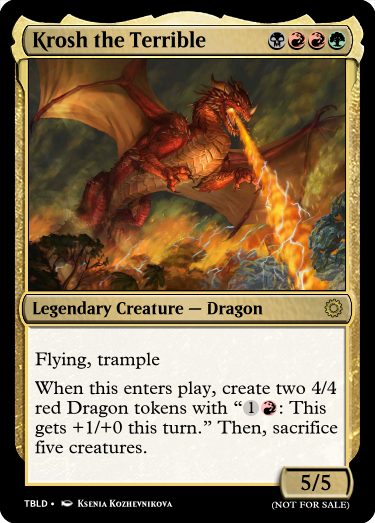 Krosh the Terrible
Legendary Creature — Dragon
Flying, trample
When this enters play, create two 4/4
red Dragon tokens with “1: This
gets +1/+0 this turn.” Then, sacrifice
five creatures.
5/5
TBLD • Ksenia Kozhevnikova
(NOT FOR SALE)